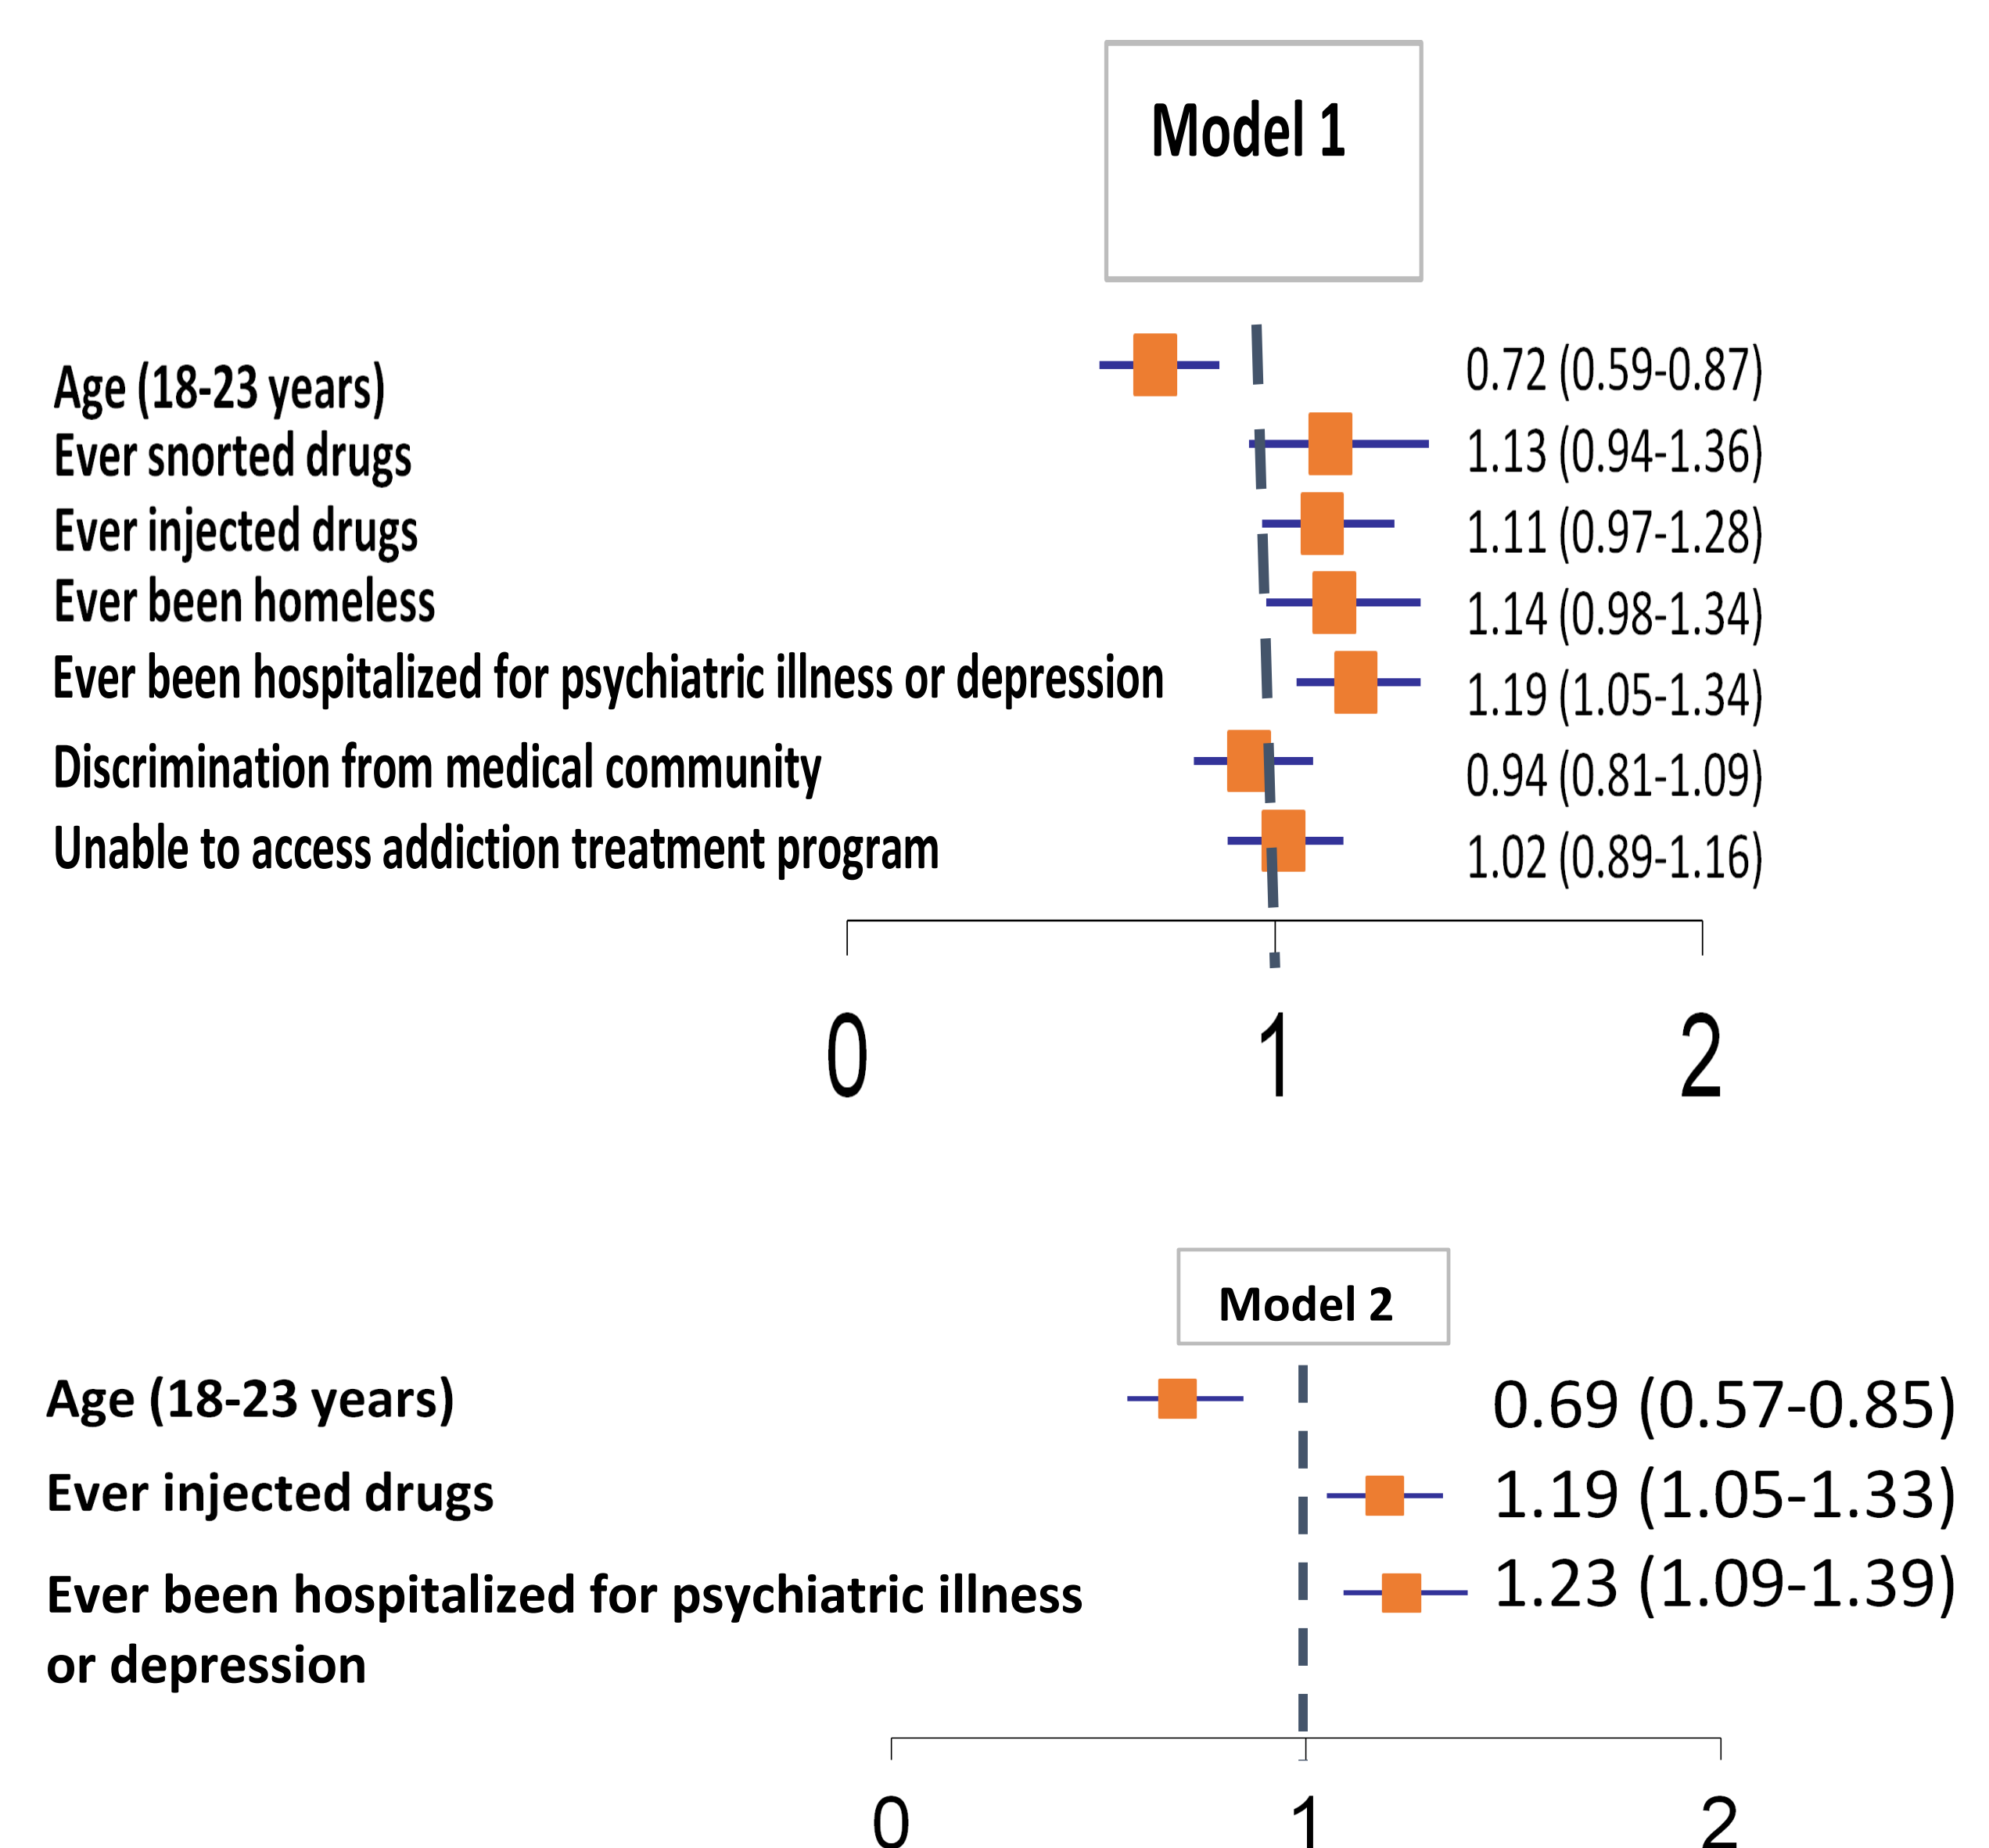 Model 1
Age (18-23 years) 0.72 (0.59-0.87)
Ever snorted drugs 1.13 (0.94-1.36)
Ever injected drugs 1.11 (0.97-1.28)
Ever been homeless 1.14 (0.98-1.34)
Ever been hospitalized for psychiatric illness or depression 1.19 (1.05-1.34)
Discrimination from medical community 0.94 (0.81-1.09)
Unable to access addiction treatment program 1.02 (0.89-1.16)
0 1 2
Model 2
Age (18-23 years) 0.69 (0.57-0.85)
Ever injected drugs 1.19 (1.05-1.33)
Ever been hospitalized for psychiatric illness 1.23 (1.09-1.39)
or depression
0 1 2